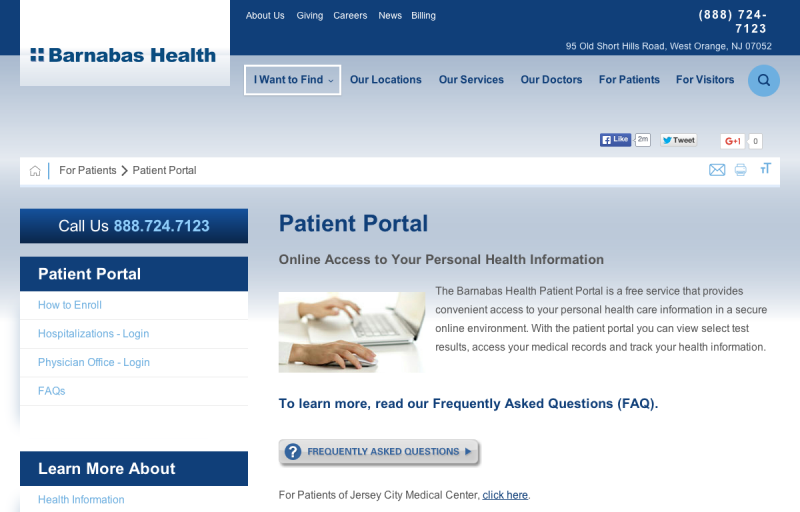 About Us Giving Careers News Billing
(888) 724-
7123
95 Old Short Hills Road, West Orange, NJ 07052
Barnabas Health
I Want to Find Our Locations Our Services Our Doctors For Patients For Visitors
Like 2m Tweet G+1 0
For Patients Patient Portal
TT
Call Us 888.724.7123
Patient Portal
How to Enroll
Hospitalizations - Login
Physician Office - Login
FAQs
Learn More About
Health Information
Patient Portal
Online Access to Your Personal Health Information
The Barnabas Health Patient Portal is a free service that provides
convenient access to your personal health care information in a secure
online environment. With the patient portal you can view select test
results, access your medical records and track your health information.
To learn more, read our Frequently Asked Questions (FAQ).
? FREQUENTLY ASKED QUESTIONS
For Patients of Jersey City Medical Center, click here.